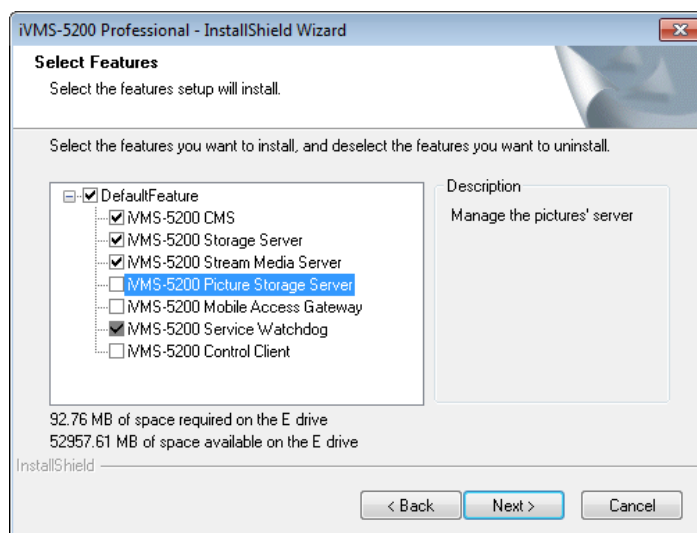 iVMS-5200 Professional - InstallShield Wizard
Select Features
Select the features setup will install.
Select the features you want to install, and deselect the features you want to uninstall.
DefaultFeature
iVMS-5200 CMS
iVMS-5200 Storage Server
iVMS-5200 Stream Media Server
iVMS-5200 Picture Storage Server
iVMS-5200 Mobile Access Gateway
iVMS-5200 Service Watchdog
iVMS-5200 Control Client
Description
Manage the pictures' server
92.76 MB of space required on the E drive
52957.61 MB of space available on the E drive
InstallShield
< Back
Next >
Cancel